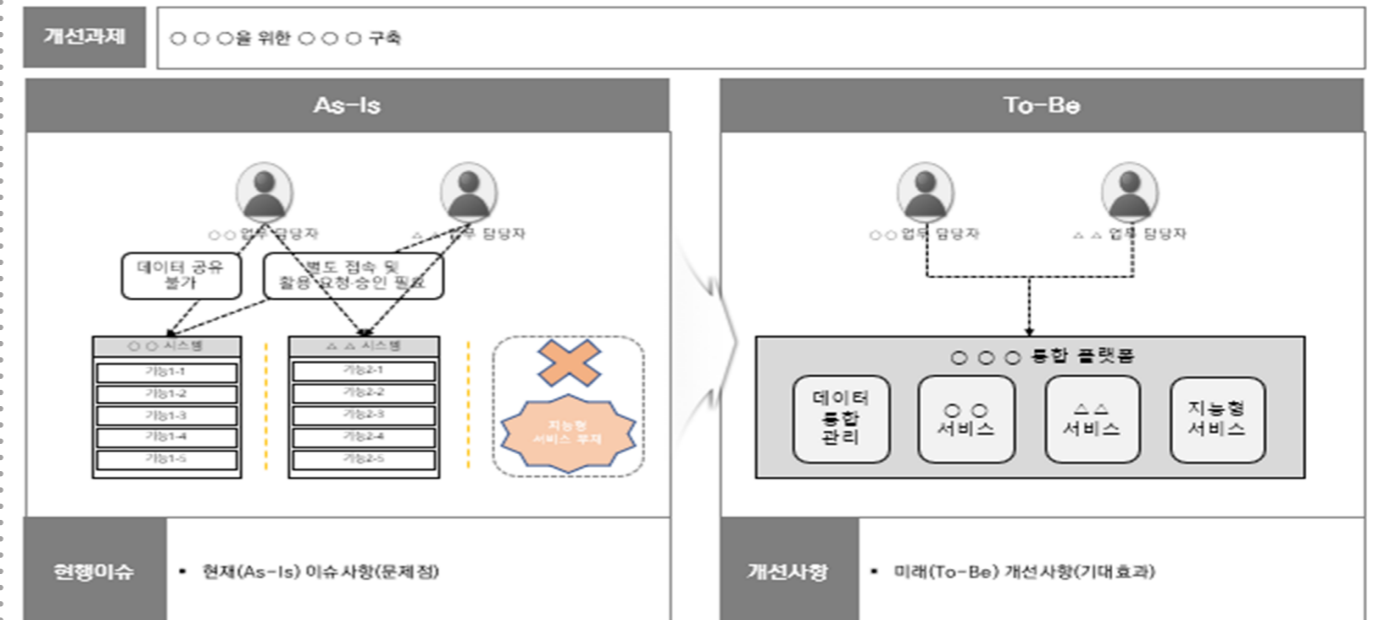 개선과제
○ ○ ○을 위한 ○ ○ ○ 구축
As-Is
○○ 업무 담당자
△ △ 업무 담당자
데이터 공유
불가
별도 접속 및
활용 요청·승인 필요
○ ○ 시스템
기능1-1
기능1-2
기능1-3
기능1-4
기능1-5
△ △ 시스템
기능2-1
기능2-2
기능2-3
기능2-4
기능2-5
지능형
서비스 부재
현행이슈
▪ 현재(As-Is) 이슈사항(문제점)
To-Be
○○ 업무 담당자
△ △ 업무 담당자
○ ○ ○ 통합 플랫폼
데이터
통합
관리
○ ○
서비스
△△
서비스
지능형
서비스
개선사항
▪ 미래(To-Be) 개선사항(기대효과)